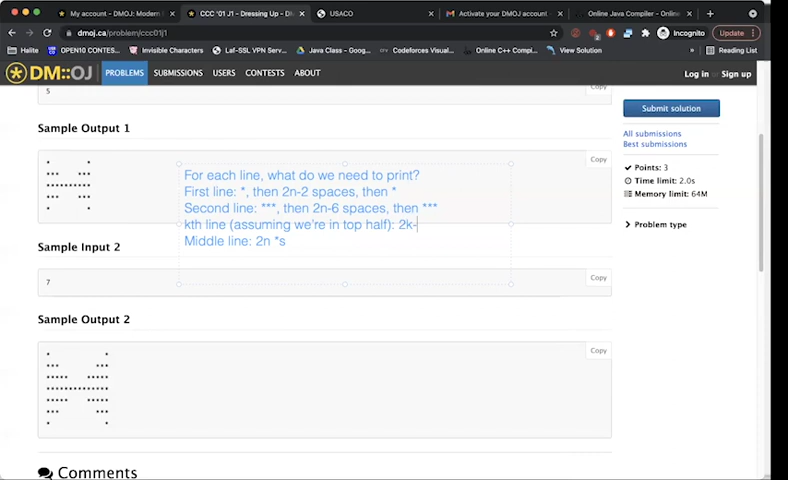 My account - DMOJ: Modern
CCC '01 J1 - Dressing Up - D
USACO
Activate your DMOJ account
Online Java Compiler - Online
dmoj.ca/problem/ccc01j1
Incognito
Update
Halite
OPEN10 CONTES...
Invisible Characters
Laf-SSL VPN Serv...
Java Class - Goog...
Codeforces Visual...
Online C++ Compi...
View Solution
»
Reading List
DM::OJ
PROBLEMS
SUBMISSIONS
USERS
CONTESTS
ABOUT
Log in or Sign up
5
Copy
Submit solution
Sample Output 1
All submissions
Best submissions
Copy
*        *
***    ***
**********
***    ***
*        *
For each line, what do we need to print?
First line: *, then 2n-2 spaces, then *
Second line: ***, then 2n-6 spaces, then ***
kth line (assuming we're in top half): 2k-
Middle line: 2n *s
✓ Points: 3
Time limit: 2.0s
Memory limit: 64M
Problem type
Sample Input 2
7
Copy
Sample Output 2
Copy
*            *
***        ***
*****    *****
**************
*****    *****
***        ***
*            *
Comments